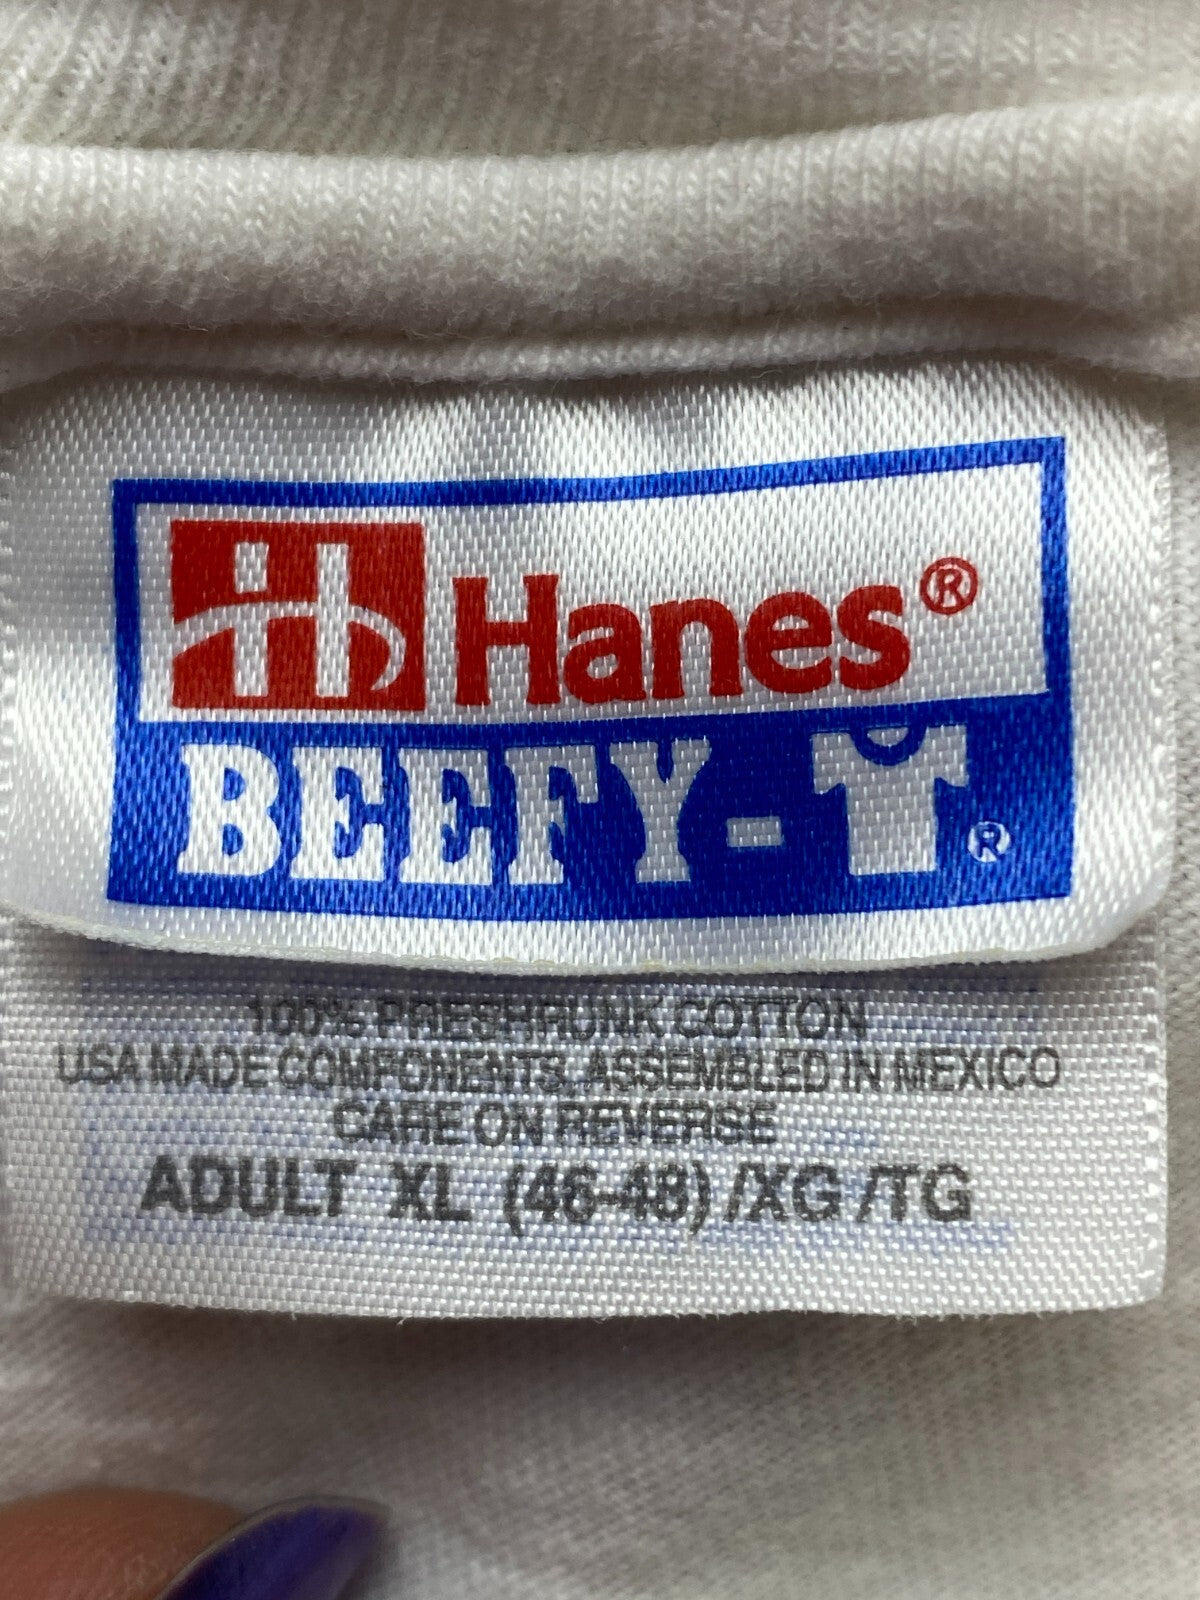 Hanes®
BEEFY-T®
100% PRESHRUNK COTTON
USA MADE COMPONENTS. ASSEMBLED IN MEXICO
CARE ON REVERSE
ADULT XL (46-48) /XG /TG